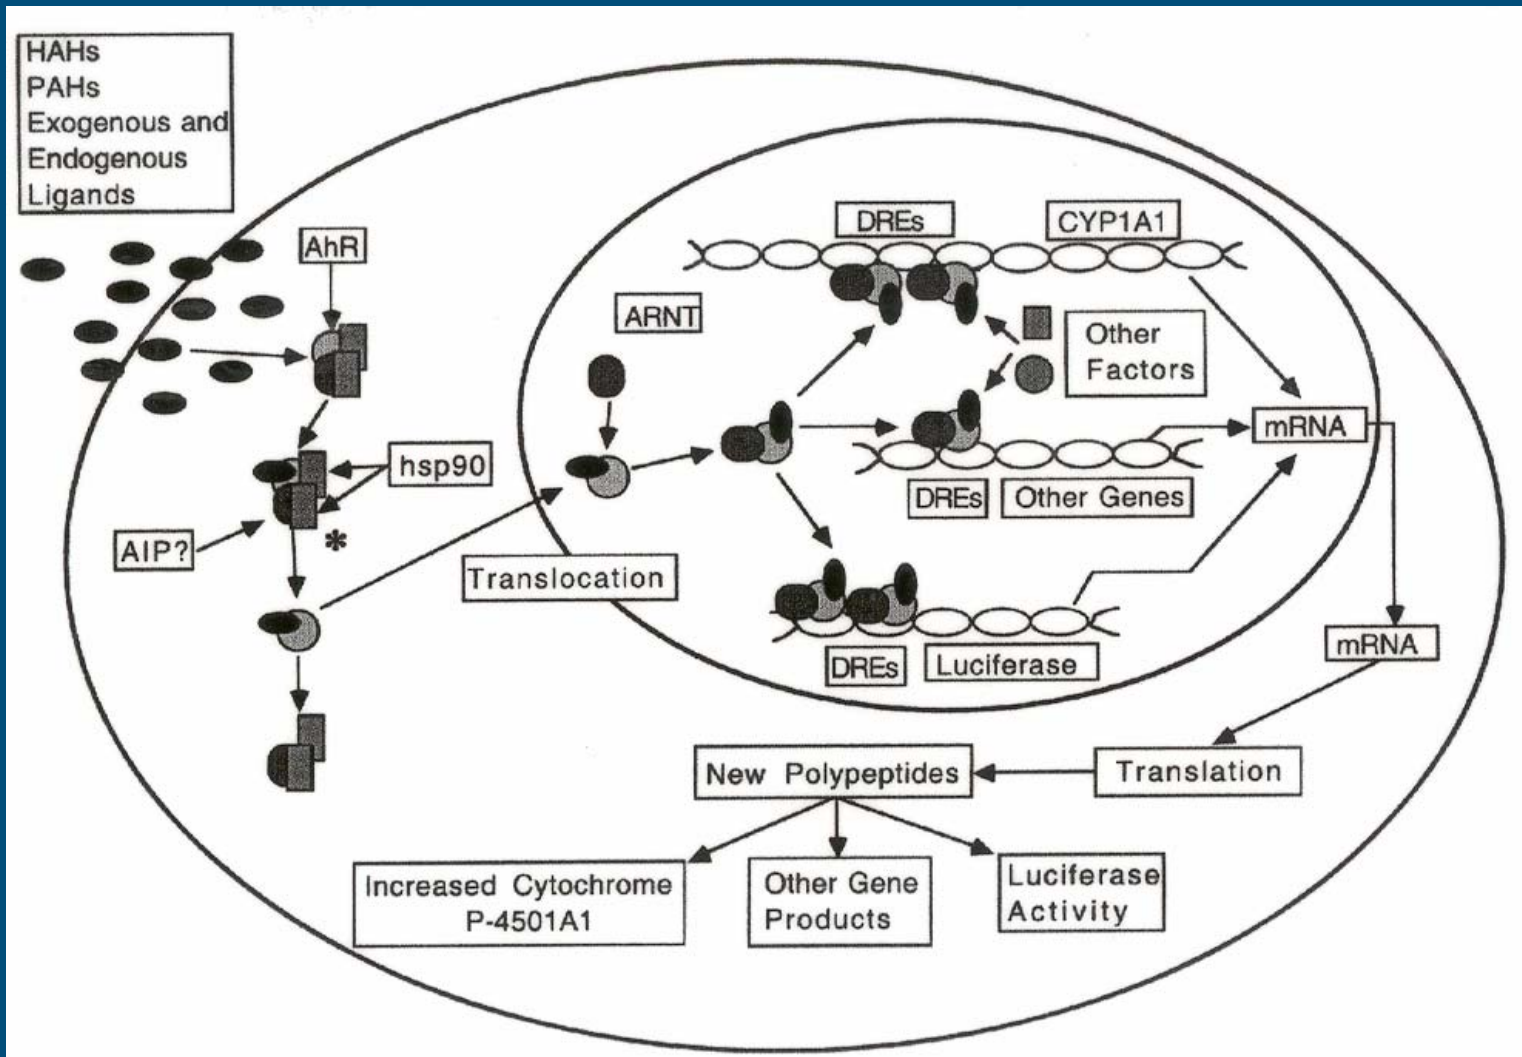 HAHs
PAHs
Exogenous and
Endogenous
Ligands
AhR
DREs
CYP1A1
ARNT
Other
Factors
mRNA
hsp90
DREs
Other Genes
AIP?
*
Translocation
mRNA
DREs
Luciferase
New Polypeptides
Translation
Increased Cytochrome
P-4501A1
Other Gene
Products
Luciferase
Activity